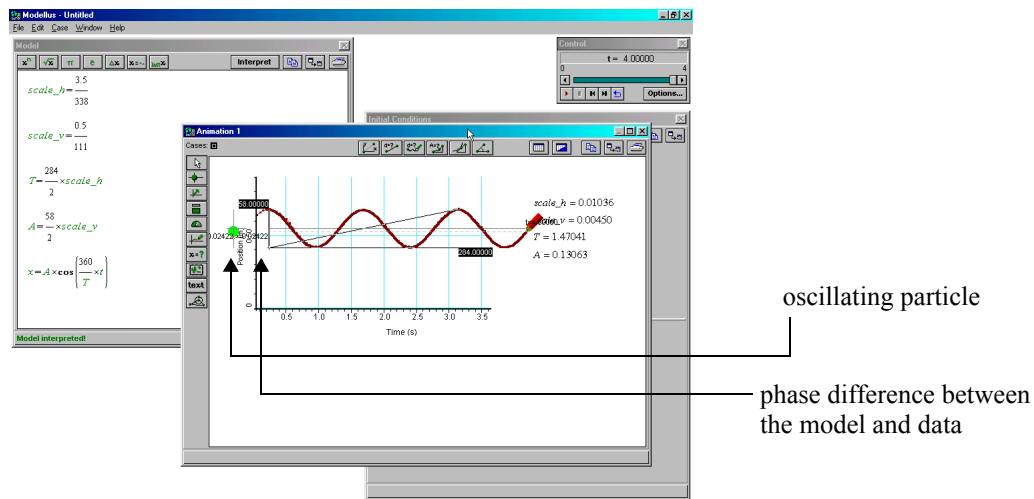 Modellus - Untitled
File Edit Case Window Help
Model
xⁿ √x π e Δx Interpret
scale_h = 3.5/338
scale_v = 0.5/111
T = 284/2 × scale_h
A = 58/2 × scale_v
x = A × cos(360/T × t)
Model interpreted!
Control
t = 4.00000
0 4
Options...
Initial Conditions
Animation 1
Cases:
x=?
text
58.00000
284.00000
Position
0
0.5 1.0 1.5 2.0 2.5 3.0 3.5
Time (s)
scale_h = 0.01036
scale_v = 0.00450
T = 1.47041
A = 0.13063
oscillating particle
phase difference between
the model and data